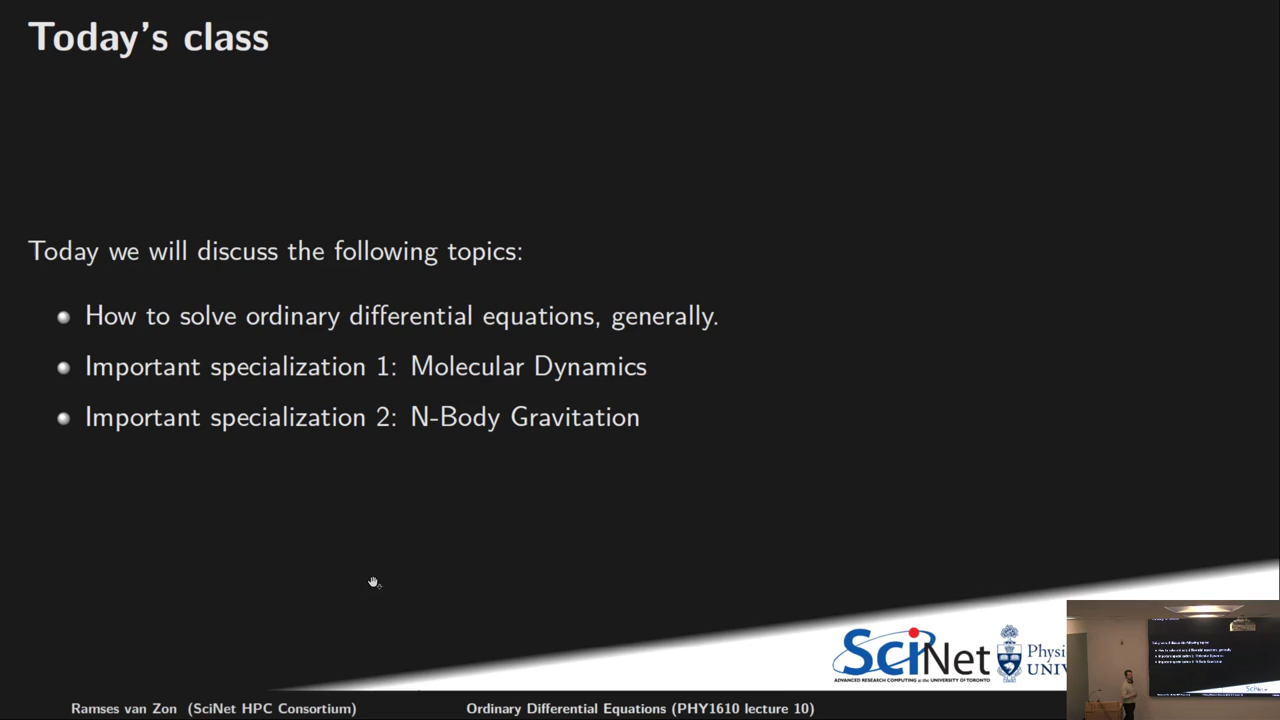 Today's class
Today we will discuss the following topics:
How to solve ordinary differential equations, generally.
Important specialization 1: Molecular Dynamics
Important specialization 2: N-Body Gravitation
SciNet
ADVANCED RESEARCH COMPUTING at the UNIVERSITY OF TORONTO
Physi
UNIV
Ramses van Zon (SciNet HPC Consortium)
Ordinary Differential Equations (PHY1610 lecture 10)